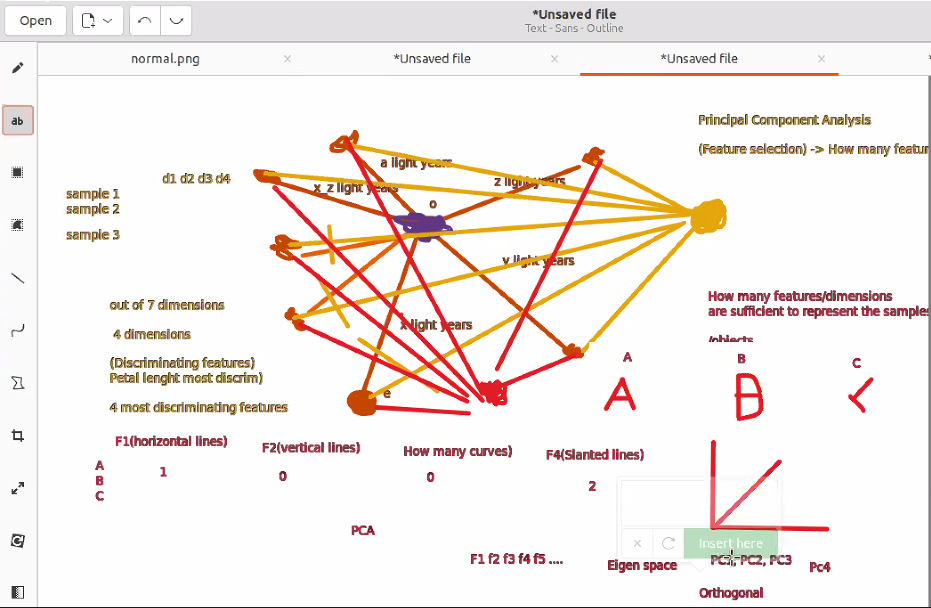 Open
*Unsaved file
Text - Sans - Outline
normal.png
*Unsaved file
*Unsaved file
ab
Principal Component Analysis
(Feature selection) -> How many featur
a light years
z light years
x_z light years
d1 d2 d3 d4
sample 1
sample 2
sample 3
o
y light years
How many features/dimensions
are sufficient to represent the samples
/objects
out of 7 dimensions
4 dimensions
x light years
(Discriminating features)
Petal lenght most discrim)
4 most discriminating features
e
A
B
C
A
B
F1(horizontal lines)
F2(vertical lines)
How many curves)
F4(Slanted lines)
A
B
C
1
0
0
2
PCA
Insert here
F1 f2 f3 f4 f5 ....
Eigen space
PC1, PC2, PC3
Pc4
Orthogonal